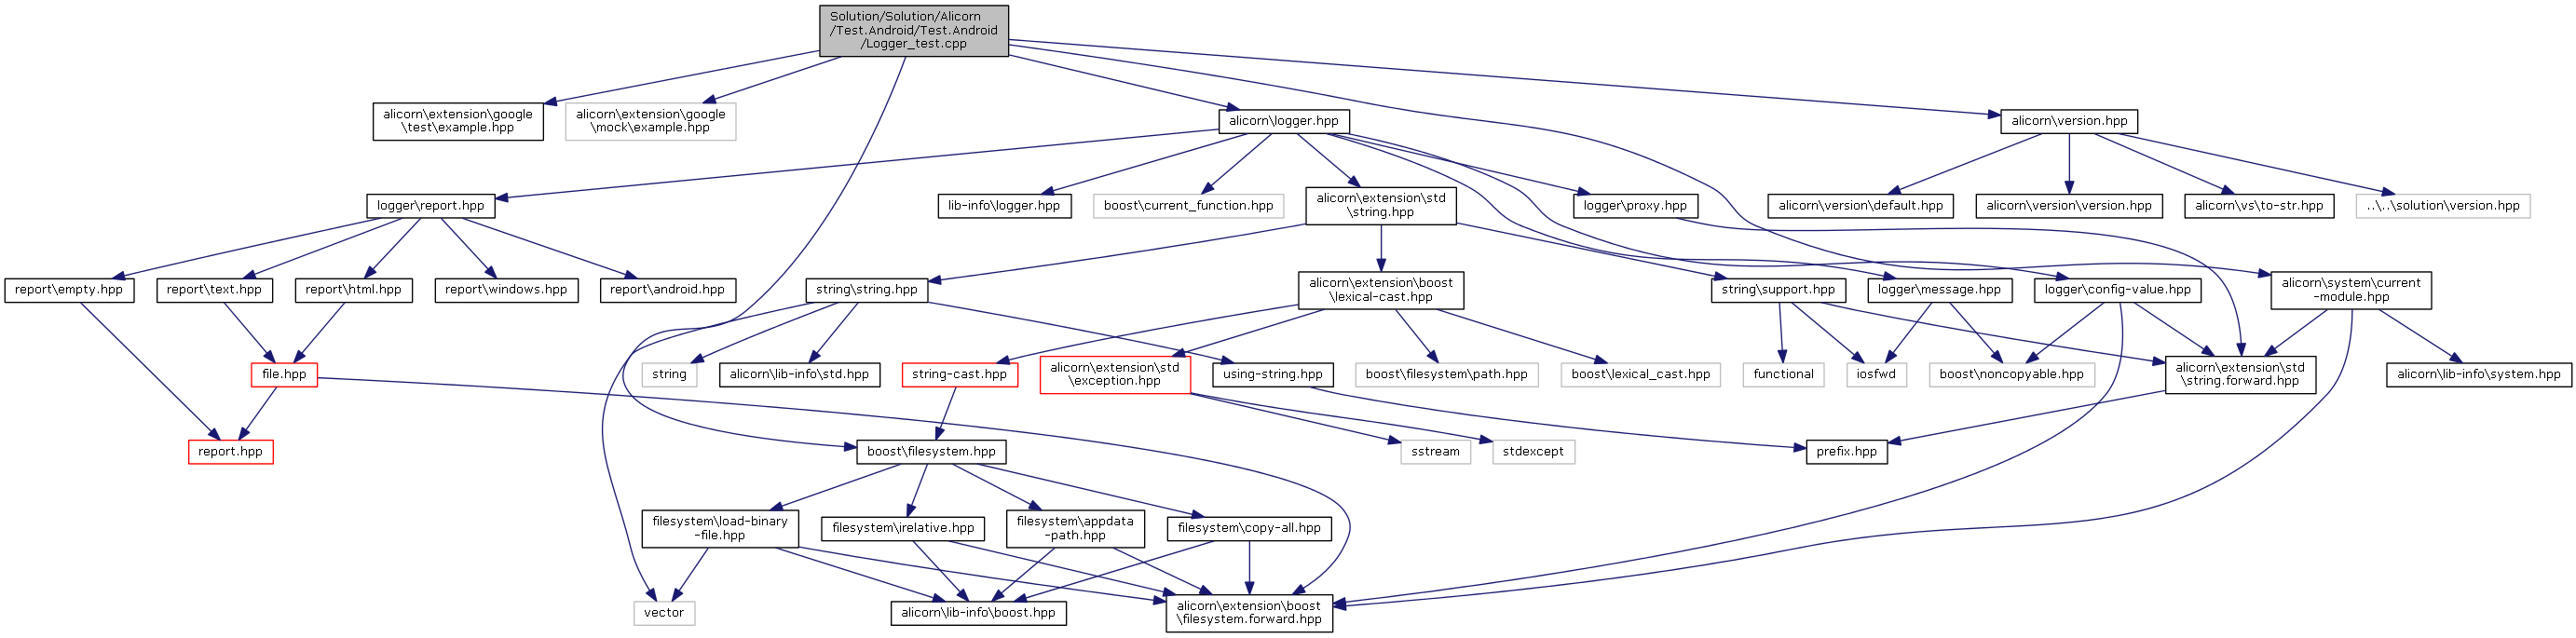 Solution/Solution/Alicorn
/Test.Android/Test.Android
/Logger_test.cpp
alicorn\extension\google
\test\example.hpp
alicorn\extension\google
\mock\example.hpp
alicorn\logger.hpp
alicorn\version.hpp
logger\report.hpp
lib-info\logger.hpp
boost\current_function.hpp
alicorn\extension\std
\string.hpp
logger\proxy.hpp
alicorn\version\default.hpp
alicorn\version\version.hpp
alicorn\vs\to-str.hpp
..\..\solution\version.hpp
report\empty.hpp
report\text.hpp
report\html.hpp
report\windows.hpp
report\android.hpp
string\string.hpp
alicorn\extension\boost
\lexical-cast.hpp
string\support.hpp
logger\message.hpp
logger\config-value.hpp
alicorn\system\current
-module.hpp
file.hpp
string
alicorn\lib-info\std.hpp
string-cast.hpp
alicorn\extension\std
\exception.hpp
using-string.hpp
boost\filesystem\path.hpp
boost\lexical_cast.hpp
functional
iosfwd
boost\noncopyable.hpp
alicorn\extension\std
\string.forward.hpp
alicorn\lib-info\system.hpp
report.hpp
boost\filesystem.hpp
sstream
stdexcept
prefix.hpp
filesystem\load-binary
-file.hpp
filesystem\irelative.hpp
filesystem\appdata
-path.hpp
filesystem\copy-all.hpp
vector
alicorn\lib-info\boost.hpp
alicorn\extension\boost
\filesystem.forward.hpp